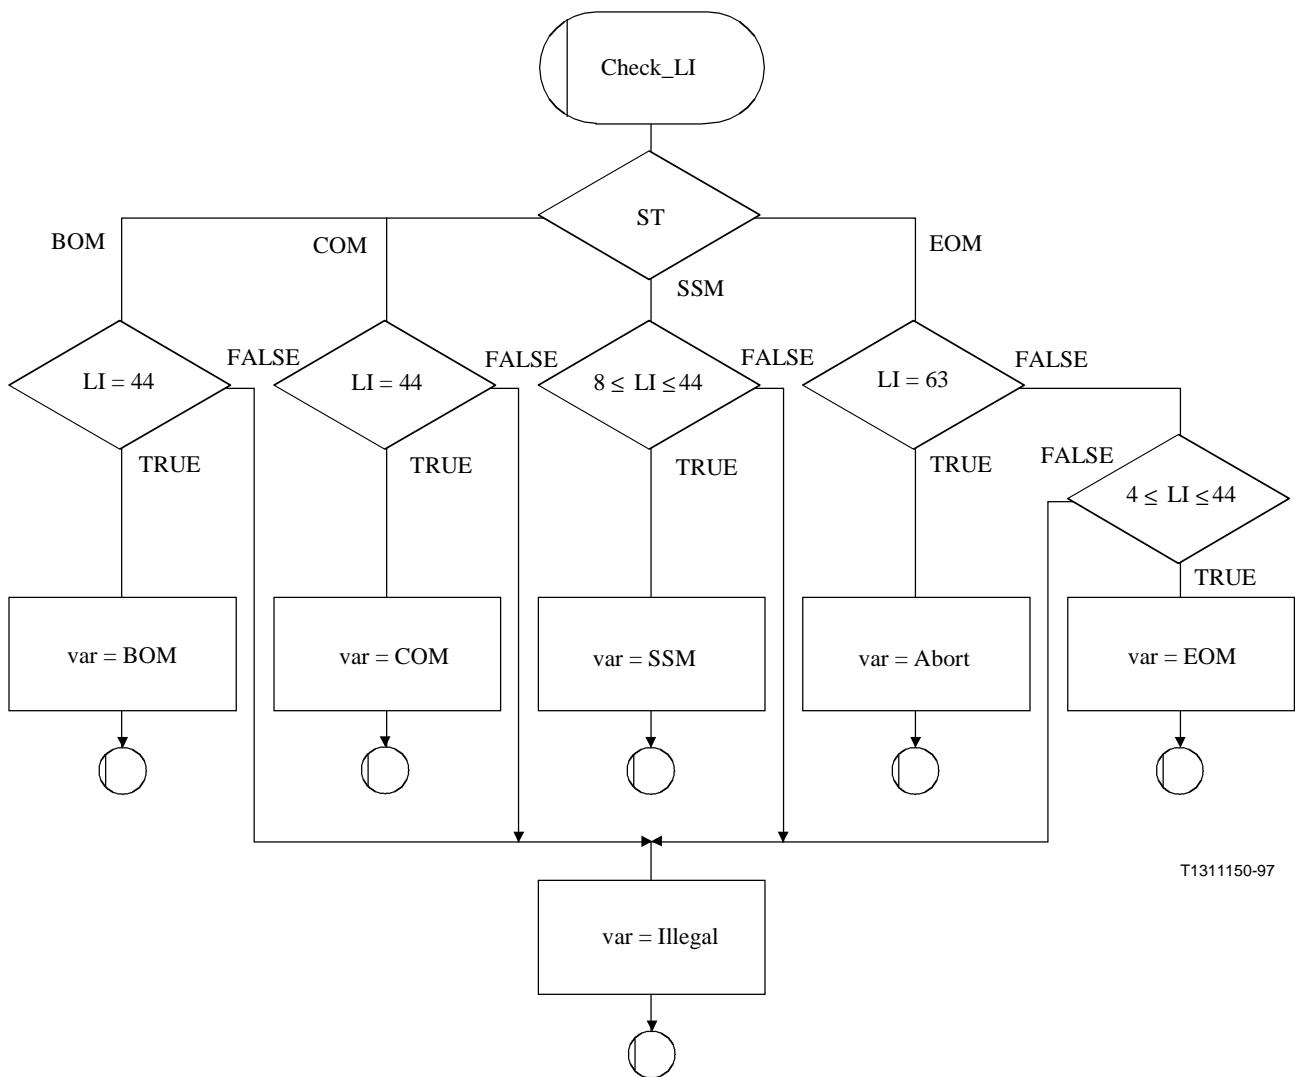 Check_LI
ST
BOM
COM
EOM
SSM
FALSE
FALSE
FALSE
FALSE
LI = 44
LI = 44
8 ≤ LI ≤ 44
LI = 63
TRUE
TRUE
TRUE
TRUE
FALSE
4 ≤ LI ≤ 44
TRUE
var = BOM
var = COM
var = SSM
var = Abort
var = EOM
T1311150-97
var = Illegal